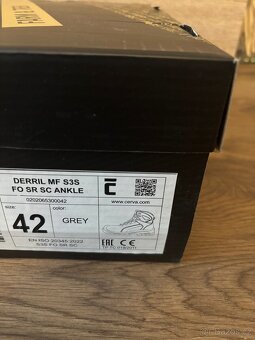 DERRIL MF S3S
FO SR SC ANKLE
0202065300042
www.cerva.com
size:
color:
42
GREY
EN ISO 20345:2022
S3S FO SR SC